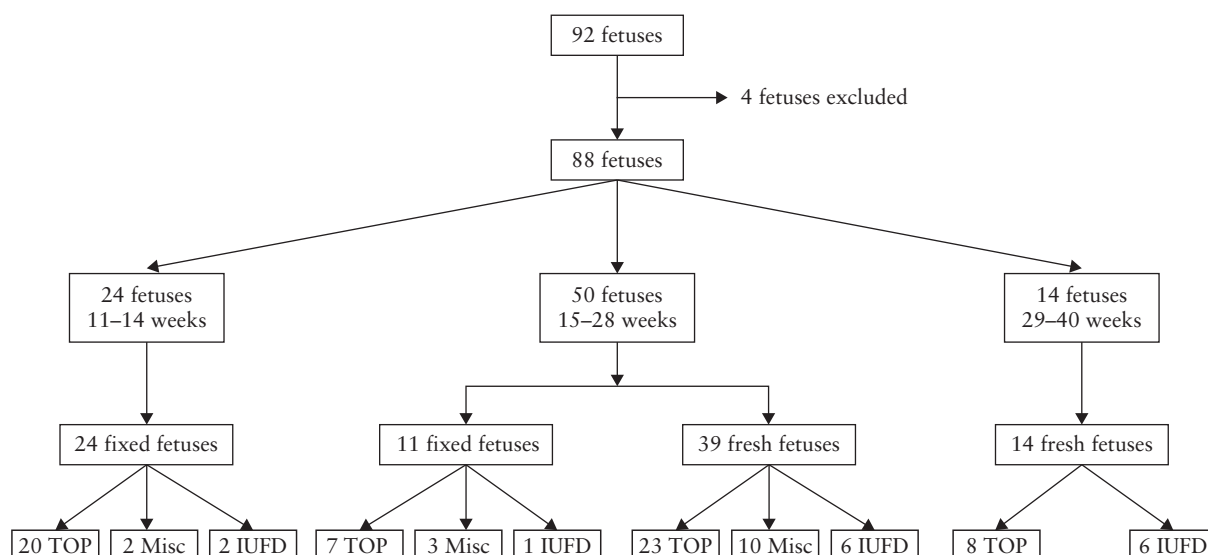 92 fetuses
4 fetuses excluded
88 fetuses
24 fetuses
11–14 weeks
50 fetuses
15–28 weeks
14 fetuses
29–40 weeks
24 fixed fetuses
11 fixed fetuses
39 fresh fetuses
14 fresh fetuses
20 TOP
2 Misc
2 IUFD
7 TOP
3 Misc
1 IUFD
23 TOP
10 Misc
6 IUFD
8 TOP
6 IUFD